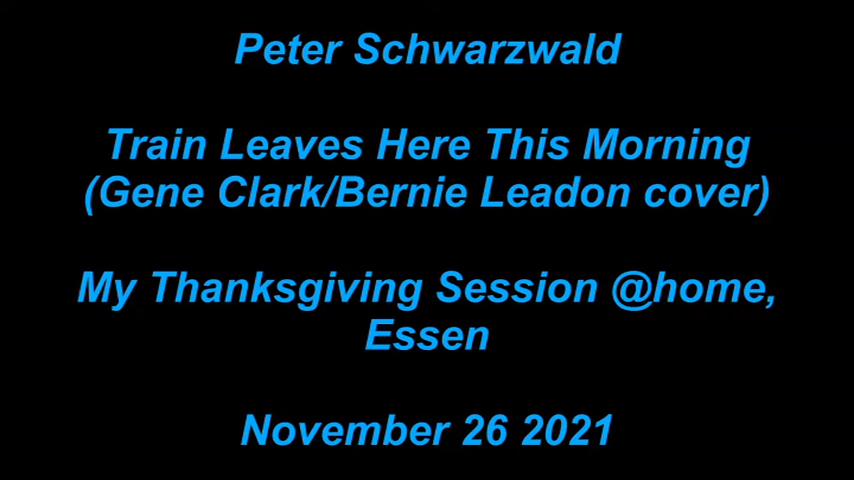 Peter Schwarzwald
Train Leaves Here This Morning
(Gene Clark/Bernie Leadon cover)
My Thanksgiving Session @home,
Essen
November 26 2021